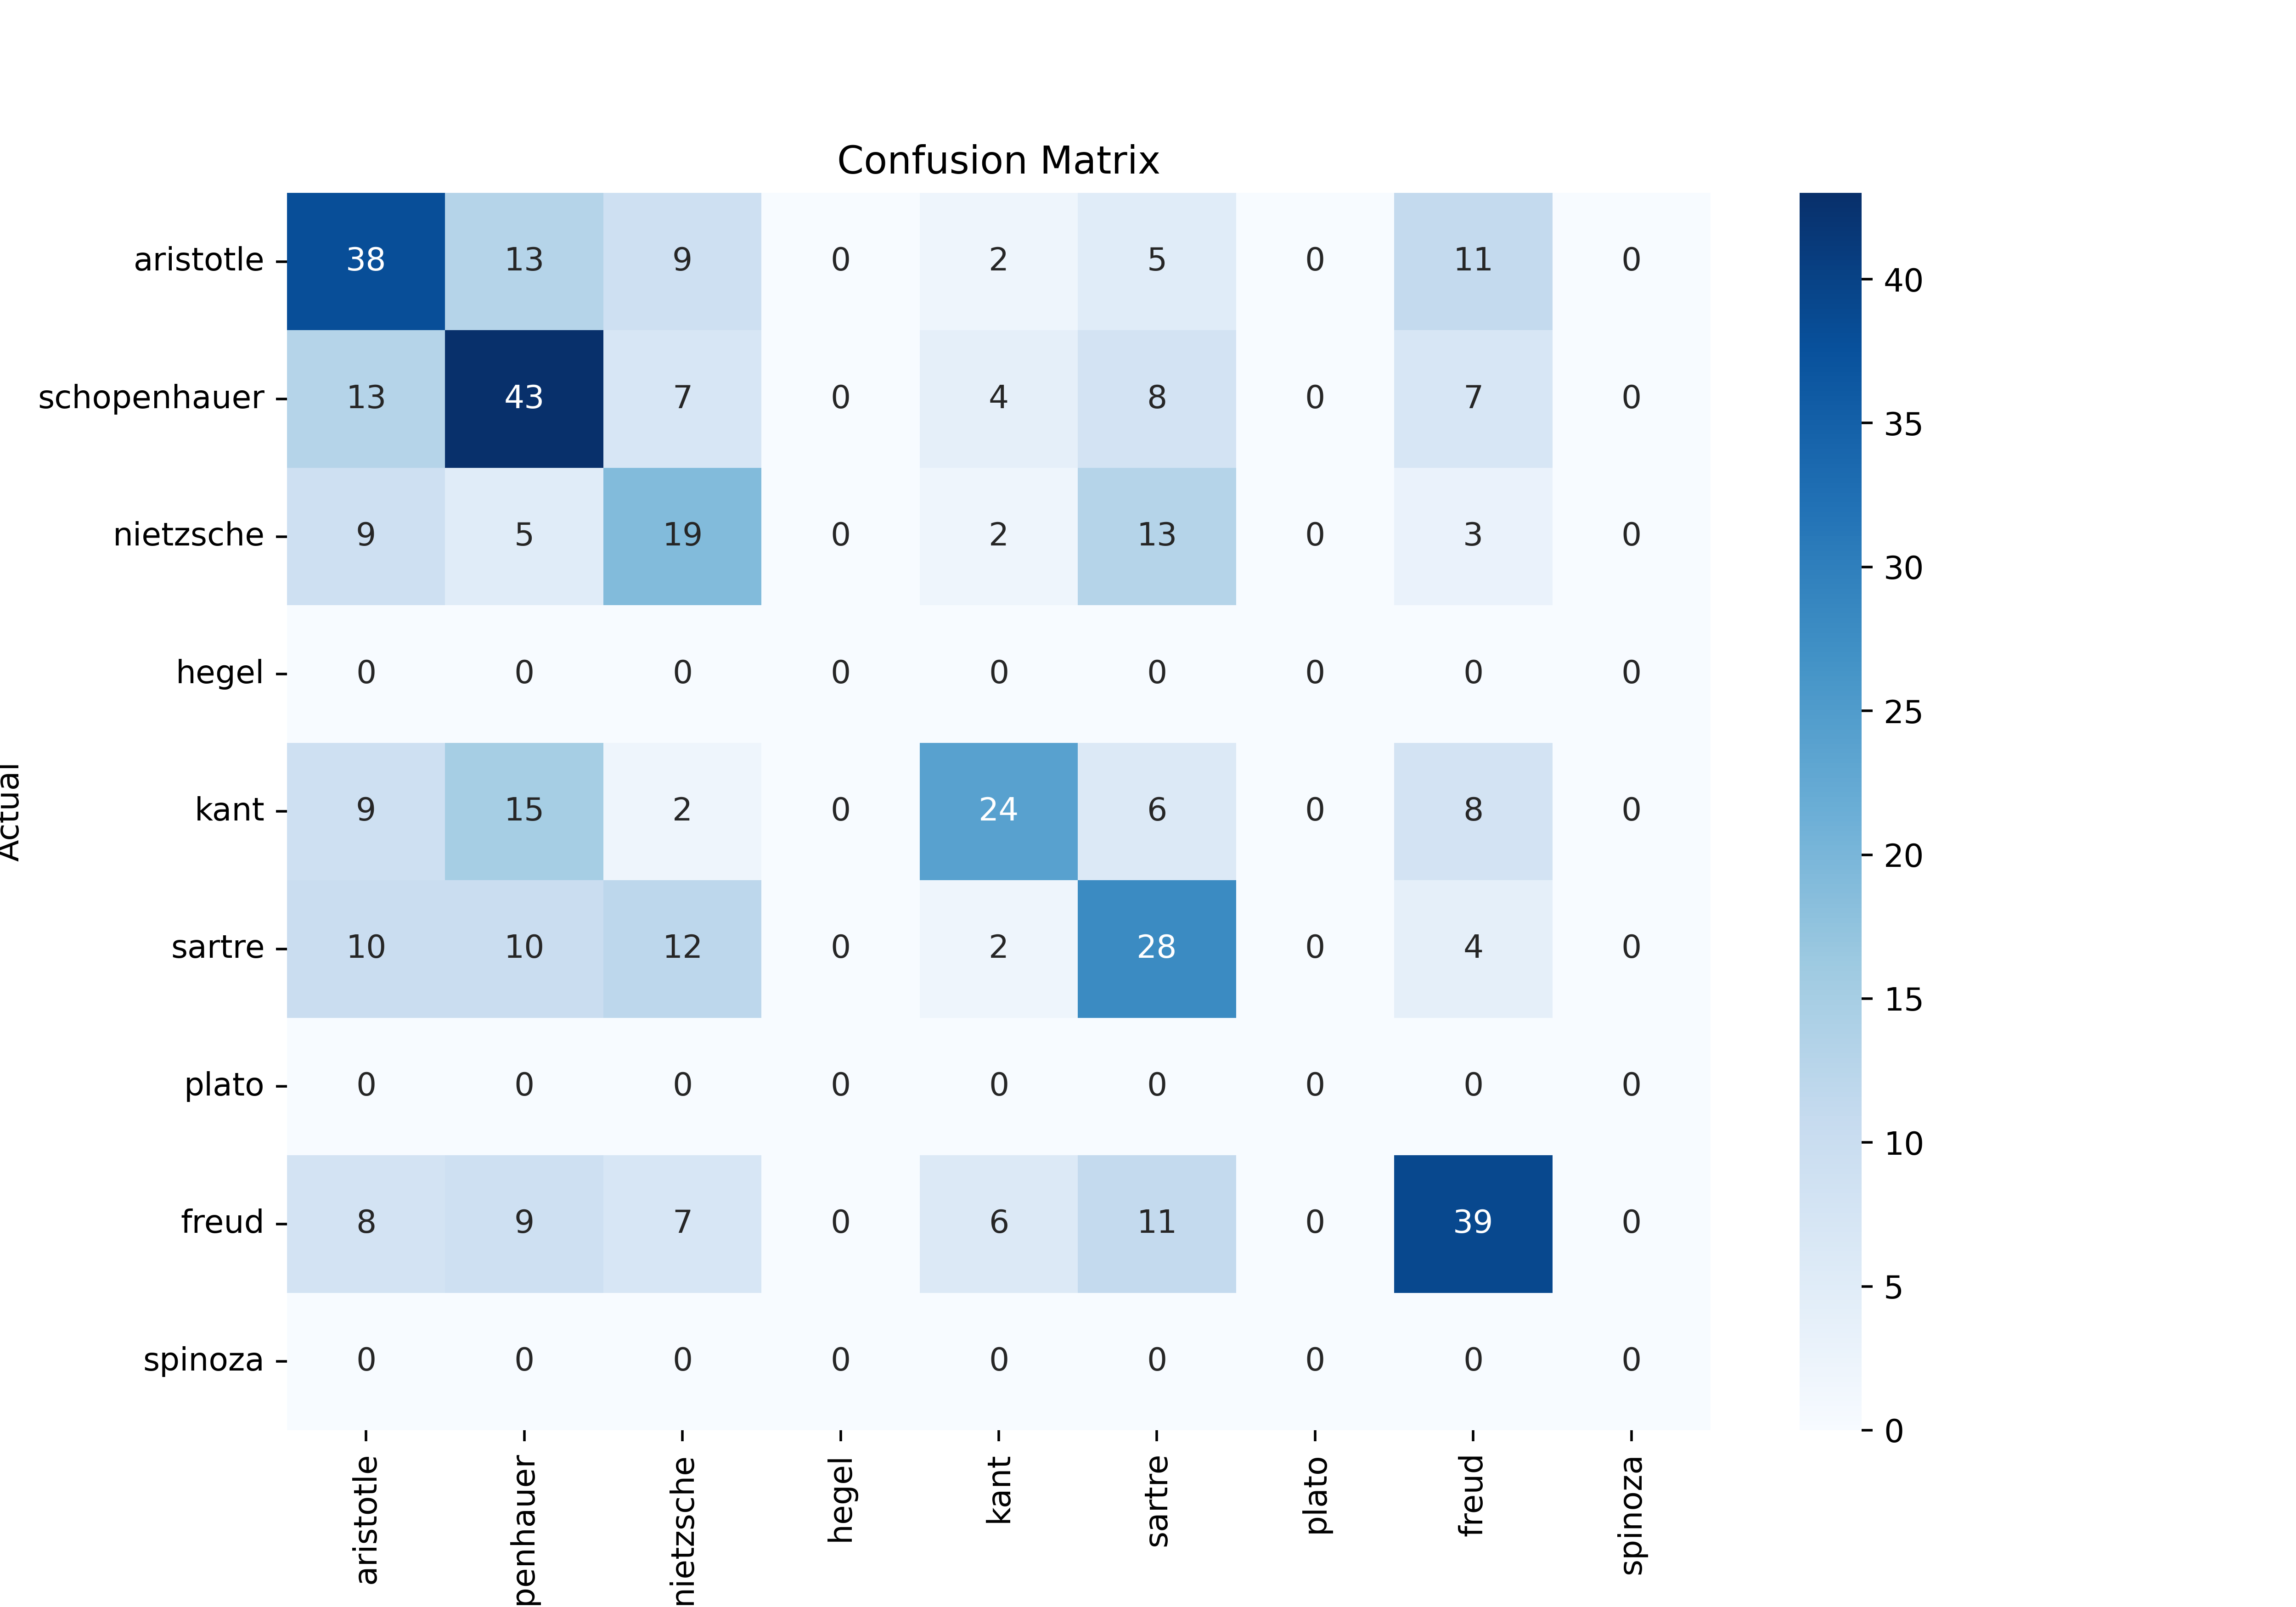 Confusion Matrix
aristotle 38 13 9 0 2 5 0 11 0
schopenhauer 13 43 7 0 4 8 0 7 0
nietzsche 9 5 19 0 2 13 0 3 0
hegel 0 0 0 0 0 0 0 0 0
kant 9 15 2 0 24 6 0 8 0
sartre 10 10 12 0 2 28 0 4 0
plato 0 0 0 0 0 0 0 0 0
freud 8 9 7 0 6 11 0 39 0
spinoza 0 0 0 0 0 0 0 0 0
Actual
aristotle
penhauer
nietzsche
hegel
kant
sartre
plato
freud
spinoza
40
35
30
25
20
15
10
5
0